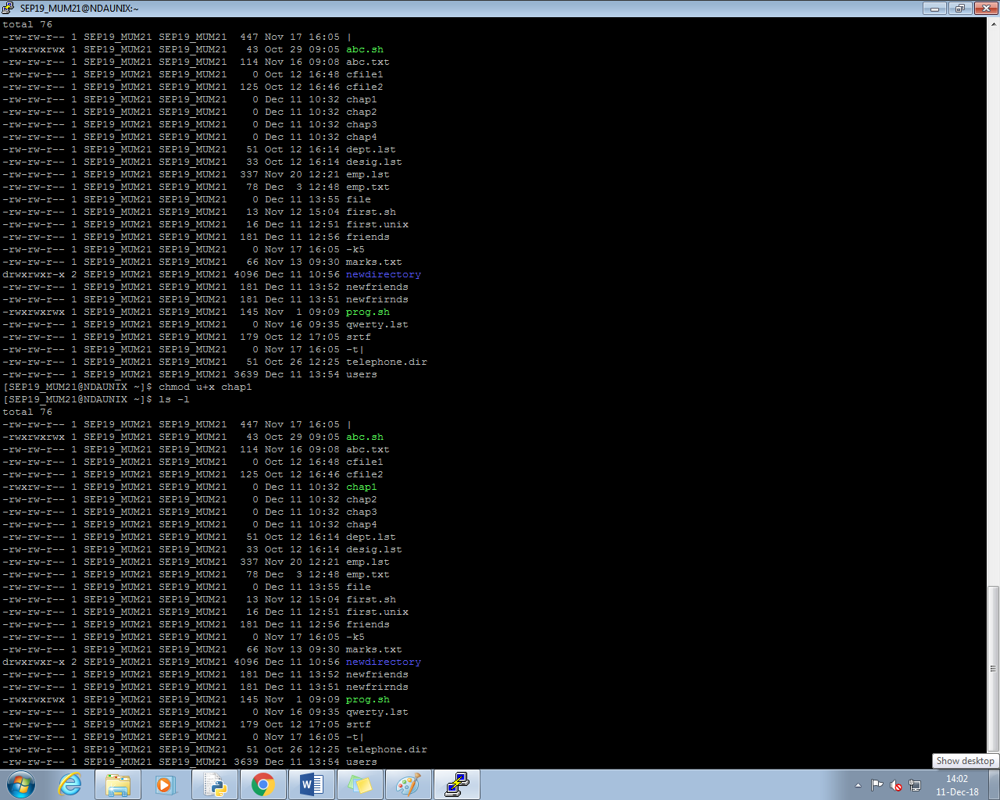 SEP19_MUM21@NDAUNIX:~
total 76
-rw-rw-r-- 1 SEP19_MUM21 SEP19_MUM21  447 Nov 17 16:05 |
-rwxrwxrwx 1 SEP19_MUM21 SEP19_MUM21   43 Oct 29 09:05 abc.sh
-rw-rw-r-- 1 SEP19_MUM21 SEP19_MUM21  114 Nov 16 09:08 abc.txt
-rw-rw-r-- 1 SEP19_MUM21 SEP19_MUM21    0 Oct 12 16:48 cfile1
-rw-rw-r-- 1 SEP19_MUM21 SEP19_MUM21  125 Oct 12 16:46 cfile2
-rw-rw-r-- 1 SEP19_MUM21 SEP19_MUM21    0 Dec 11 10:32 chap1
-rw-rw-r-- 1 SEP19_MUM21 SEP19_MUM21    0 Dec 11 10:32 chap2
-rw-rw-r-- 1 SEP19_MUM21 SEP19_MUM21    0 Dec 11 10:32 chap3
-rw-rw-r-- 1 SEP19_MUM21 SEP19_MUM21    0 Dec 11 10:32 chap4
-rw-rw-r-- 1 SEP19_MUM21 SEP19_MUM21   51 Oct 12 16:14 dept.lst
-rw-rw-r-- 1 SEP19_MUM21 SEP19_MUM21   33 Oct 12 16:14 desig.lst
-rw-rw-r-- 1 SEP19_MUM21 SEP19_MUM21  337 Nov 20 12:21 emp.lst
-rw-rw-r-- 1 SEP19_MUM21 SEP19_MUM21   78 Dec  3 12:48 emp.txt
-rw-rw-r-- 1 SEP19_MUM21 SEP19_MUM21    0 Dec 11 13:55 file
-rw-rw-r-- 1 SEP19_MUM21 SEP19_MUM21   13 Nov 12 15:04 first.sh
-rw-rw-r-- 1 SEP19_MUM21 SEP19_MUM21   16 Dec 11 12:51 first.unix
-rw-rw-r-- 1 SEP19_MUM21 SEP19_MUM21  181 Dec 11 12:56 friends
-rw-rw-r-- 1 SEP19_MUM21 SEP19_MUM21    0 Nov 17 16:05 -k5
-rw-rw-r-- 1 SEP19_MUM21 SEP19_MUM21   66 Nov 13 09:30 marks.txt
drwxrwxr-x 2 SEP19_MUM21 SEP19_MUM21 4096 Dec 11 10:56 newdirectory
-rw-rw-r-- 1 SEP19_MUM21 SEP19_MUM21  181 Dec 11 13:52 newfriends
-rw-rw-r-- 1 SEP19_MUM21 SEP19_MUM21  181 Dec 11 13:51 newfrirnds
-rwxrwxrwx 1 SEP19_MUM21 SEP19_MUM21  145 Nov  1 09:09 prog.sh
-rw-rw-r-- 1 SEP19_MUM21 SEP19_MUM21    0 Nov 16 09:35 qwerty.lst
-rw-rw-r-- 1 SEP19_MUM21 SEP19_MUM21  179 Oct 12 17:05 srtf
-rw-rw-r-- 1 SEP19_MUM21 SEP19_MUM21    0 Nov 17 16:05 -t|
-rw-rw-r-- 1 SEP19_MUM21 SEP19_MUM21   51 Oct 26 12:25 telephone.dir
-rw-rw-r-- 1 SEP19_MUM21 SEP19_MUM21 3639 Dec 11 13:54 users
[SEP19_MUM21@NDAUNIX ~]$ chmod u+x chap1
[SEP19_MUM21@NDAUNIX ~]$ ls -l
total 76
-rw-rw-r-- 1 SEP19_MUM21 SEP19_MUM21  447 Nov 17 16:05 |
-rwxrwxrwx 1 SEP19_MUM21 SEP19_MUM21   43 Oct 29 09:05 abc.sh
-rw-rw-r-- 1 SEP19_MUM21 SEP19_MUM21  114 Nov 16 09:08 abc.txt
-rw-rw-r-- 1 SEP19_MUM21 SEP19_MUM21    0 Oct 12 16:48 cfile1
-rw-rw-r-- 1 SEP19_MUM21 SEP19_MUM21  125 Oct 12 16:46 cfile2
-rwxrw-r-- 1 SEP19_MUM21 SEP19_MUM21    0 Dec 11 10:32 chap1
-rw-rw-r-- 1 SEP19_MUM21 SEP19_MUM21    0 Dec 11 10:32 chap2
-rw-rw-r-- 1 SEP19_MUM21 SEP19_MUM21    0 Dec 11 10:32 chap3
-rw-rw-r-- 1 SEP19_MUM21 SEP19_MUM21    0 Dec 11 10:32 chap4
-rw-rw-r-- 1 SEP19_MUM21 SEP19_MUM21   51 Oct 12 16:14 dept.lst
-rw-rw-r-- 1 SEP19_MUM21 SEP19_MUM21   33 Oct 12 16:14 desig.lst
-rw-rw-r-- 1 SEP19_MUM21 SEP19_MUM21  337 Nov 20 12:21 emp.lst
-rw-rw-r-- 1 SEP19_MUM21 SEP19_MUM21   78 Dec  3 12:48 emp.txt
-rw-rw-r-- 1 SEP19_MUM21 SEP19_MUM21    0 Dec 11 13:55 file
-rw-rw-r-- 1 SEP19_MUM21 SEP19_MUM21   13 Nov 12 15:04 first.sh
-rw-rw-r-- 1 SEP19_MUM21 SEP19_MUM21   16 Dec 11 12:51 first.unix
-rw-rw-r-- 1 SEP19_MUM21 SEP19_MUM21  181 Dec 11 12:56 friends
-rw-rw-r-- 1 SEP19_MUM21 SEP19_MUM21    0 Nov 17 16:05 -k5
-rw-rw-r-- 1 SEP19_MUM21 SEP19_MUM21   66 Nov 13 09:30 marks.txt
drwxrwxr-x 2 SEP19_MUM21 SEP19_MUM21 4096 Dec 11 10:56 newdirectory
-rw-rw-r-- 1 SEP19_MUM21 SEP19_MUM21  181 Dec 11 13:52 newfriends
-rw-rw-r-- 1 SEP19_MUM21 SEP19_MUM21  181 Dec 11 13:51 newfrirnds
-rwxrwxrwx 1 SEP19_MUM21 SEP19_MUM21  145 Nov  1 09:09 prog.sh
-rw-rw-r-- 1 SEP19_MUM21 SEP19_MUM21    0 Nov 16 09:35 qwerty.lst
-rw-rw-r-- 1 SEP19_MUM21 SEP19_MUM21  179 Oct 12 17:05 srtf
-rw-rw-r-- 1 SEP19_MUM21 SEP19_MUM21    0 Nov 17 16:05 -t|
-rw-rw-r-- 1 SEP19_MUM21 SEP19_MUM21   51 Oct 26 12:25 telephone.dir
-rw-rw-r-- 1 SEP19_MUM21 SEP19_MUM21 3639 Dec 11 13:54 users
Show desktop
14:02
11-Dec-18